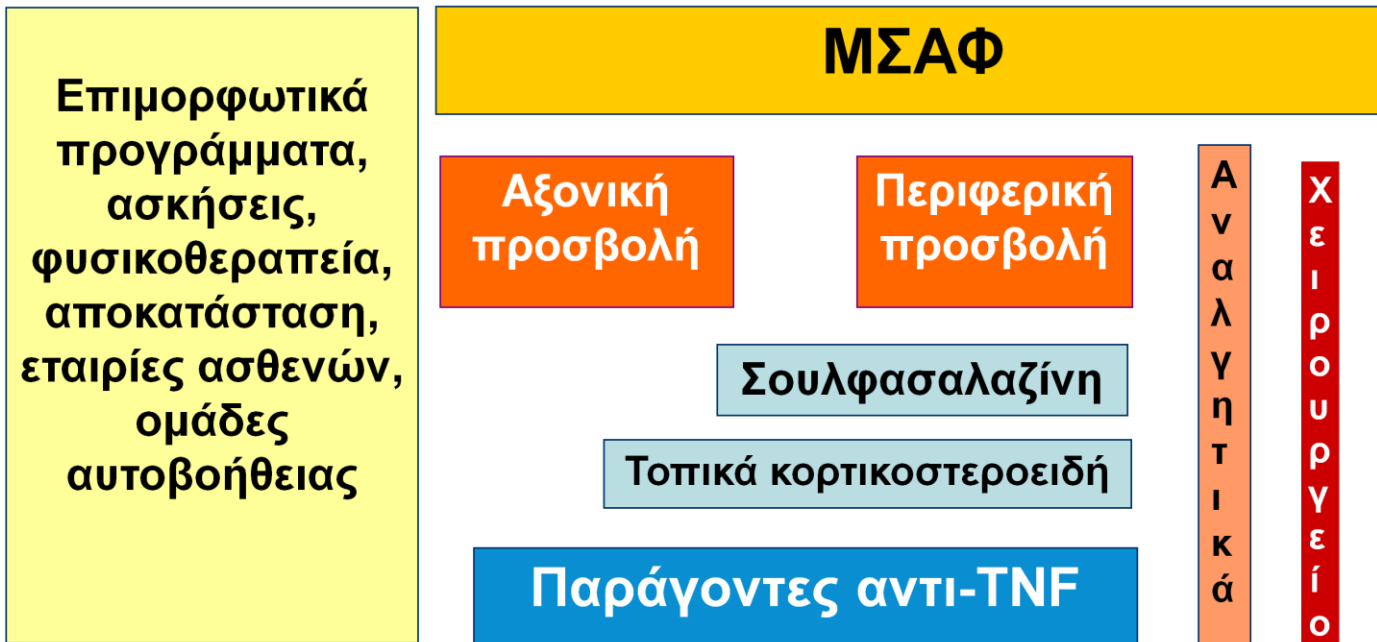 Επιμορφωτικά
προγράμματα,
ασκήσεις,
φυσικοθεραπεία,
αποκατάσταση,
εταιρίες ασθενών,
ομάδες
αυτοβοήθειας
ΜΣΑΦ
Αξονική
προσβολή
Περιφερική
προσβολή
Σουλφασαλαζίνη
Τοπικά κορτικοστεροειδή
Παράγοντες αντι-TNF
Αναλγητικά
Χειρουργείο